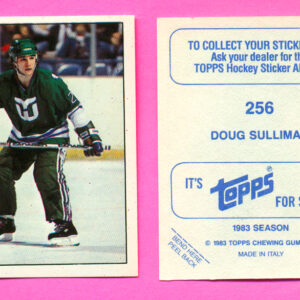 TO COLLECT YOUR STICK
Ask your dealer for th
TOPPS Hockey Sticker Al
256
DOUG SULLIMA
IT'S topps®
FOR S
1983 SEASON
BEND HERE
PEEL BACK
© 1983 TOPPS CHEWING GUM
MADE IN ITALY